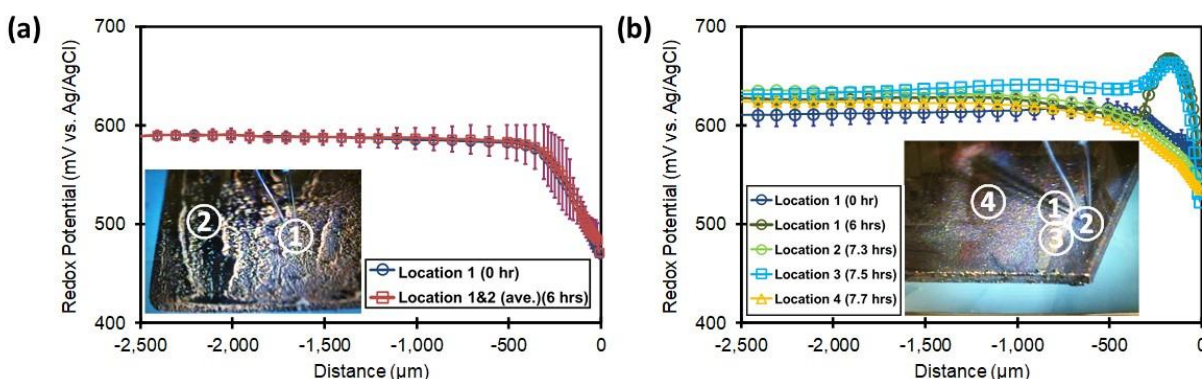 (a)
700
600
500
400
Redox Potential (mV vs. Ag/AgCl)
2
1
Location 1 (0 hr)
Location 1&2 (ave.)(6 hrs)
-2,500
-2,000
-1,500
-1,000
-500
0
Distance (µm)
(b)
700
600
500
400
Redox Potential (mV vs. Ag/AgCl)
Location 1 (0 hr)
Location 1 (6 hrs)
Location 2 (7.3 hrs)
Location 3 (7.5 hrs)
Location 4 (7.7 hrs)
4
1
2
3
-2,500
-2,000
-1,500
-1,000
-500
0
Distance (µm)